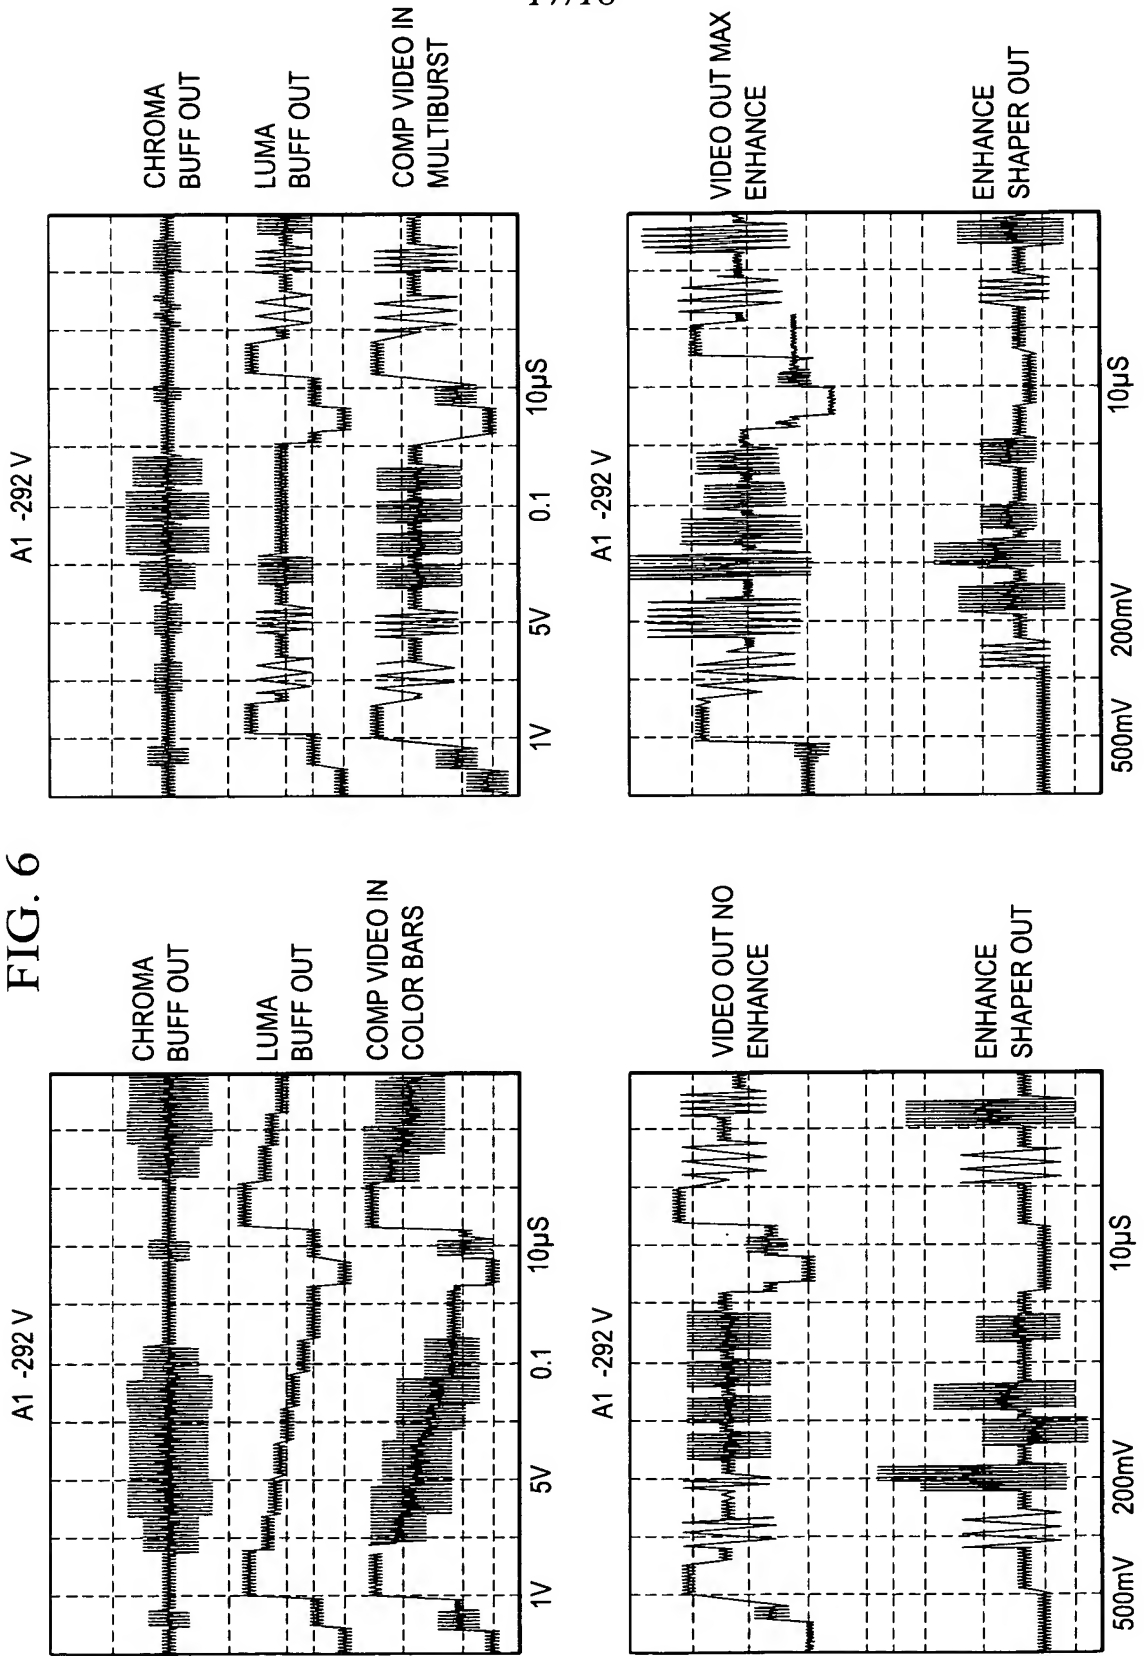 FIG. 6
A1 -292 V
CHROMA
BUFF OUT
LUMA
BUFF OUT
COMP VIDEO IN
COLOR BARS
1V 5V 0.1 10µS
A1 -292 V
CHROMA
BUFF OUT
LUMA
BUFF OUT
COMP VIDEO IN
MULTIBURST
1V 5V 0.1 10µS
A1 -292 V
VIDEO OUT NO
ENHANCE
ENHANCE
SHAPER OUT
500mV 200mV 10µS
A1 -292 V
VIDEO OUT MAX
ENHANCE
ENHANCE
SHAPER OUT
500mV 200mV 10µS